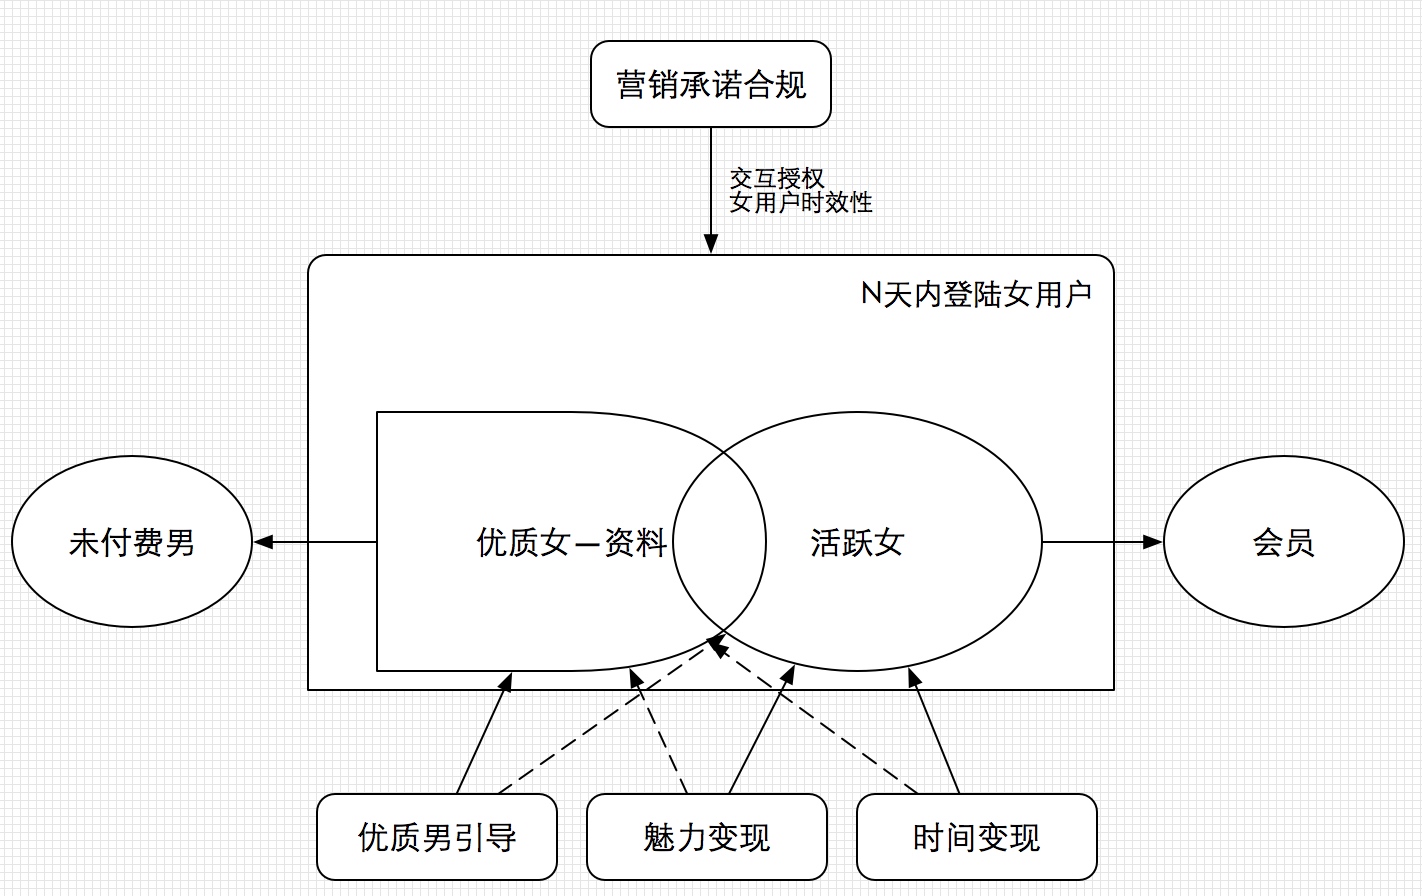 营销承诺合规
交互授权
女用户时效性
N天内登陆女用户
未付费男
优质女—资料
活跃女
会员
优质男引导
魅力变现
时间变现